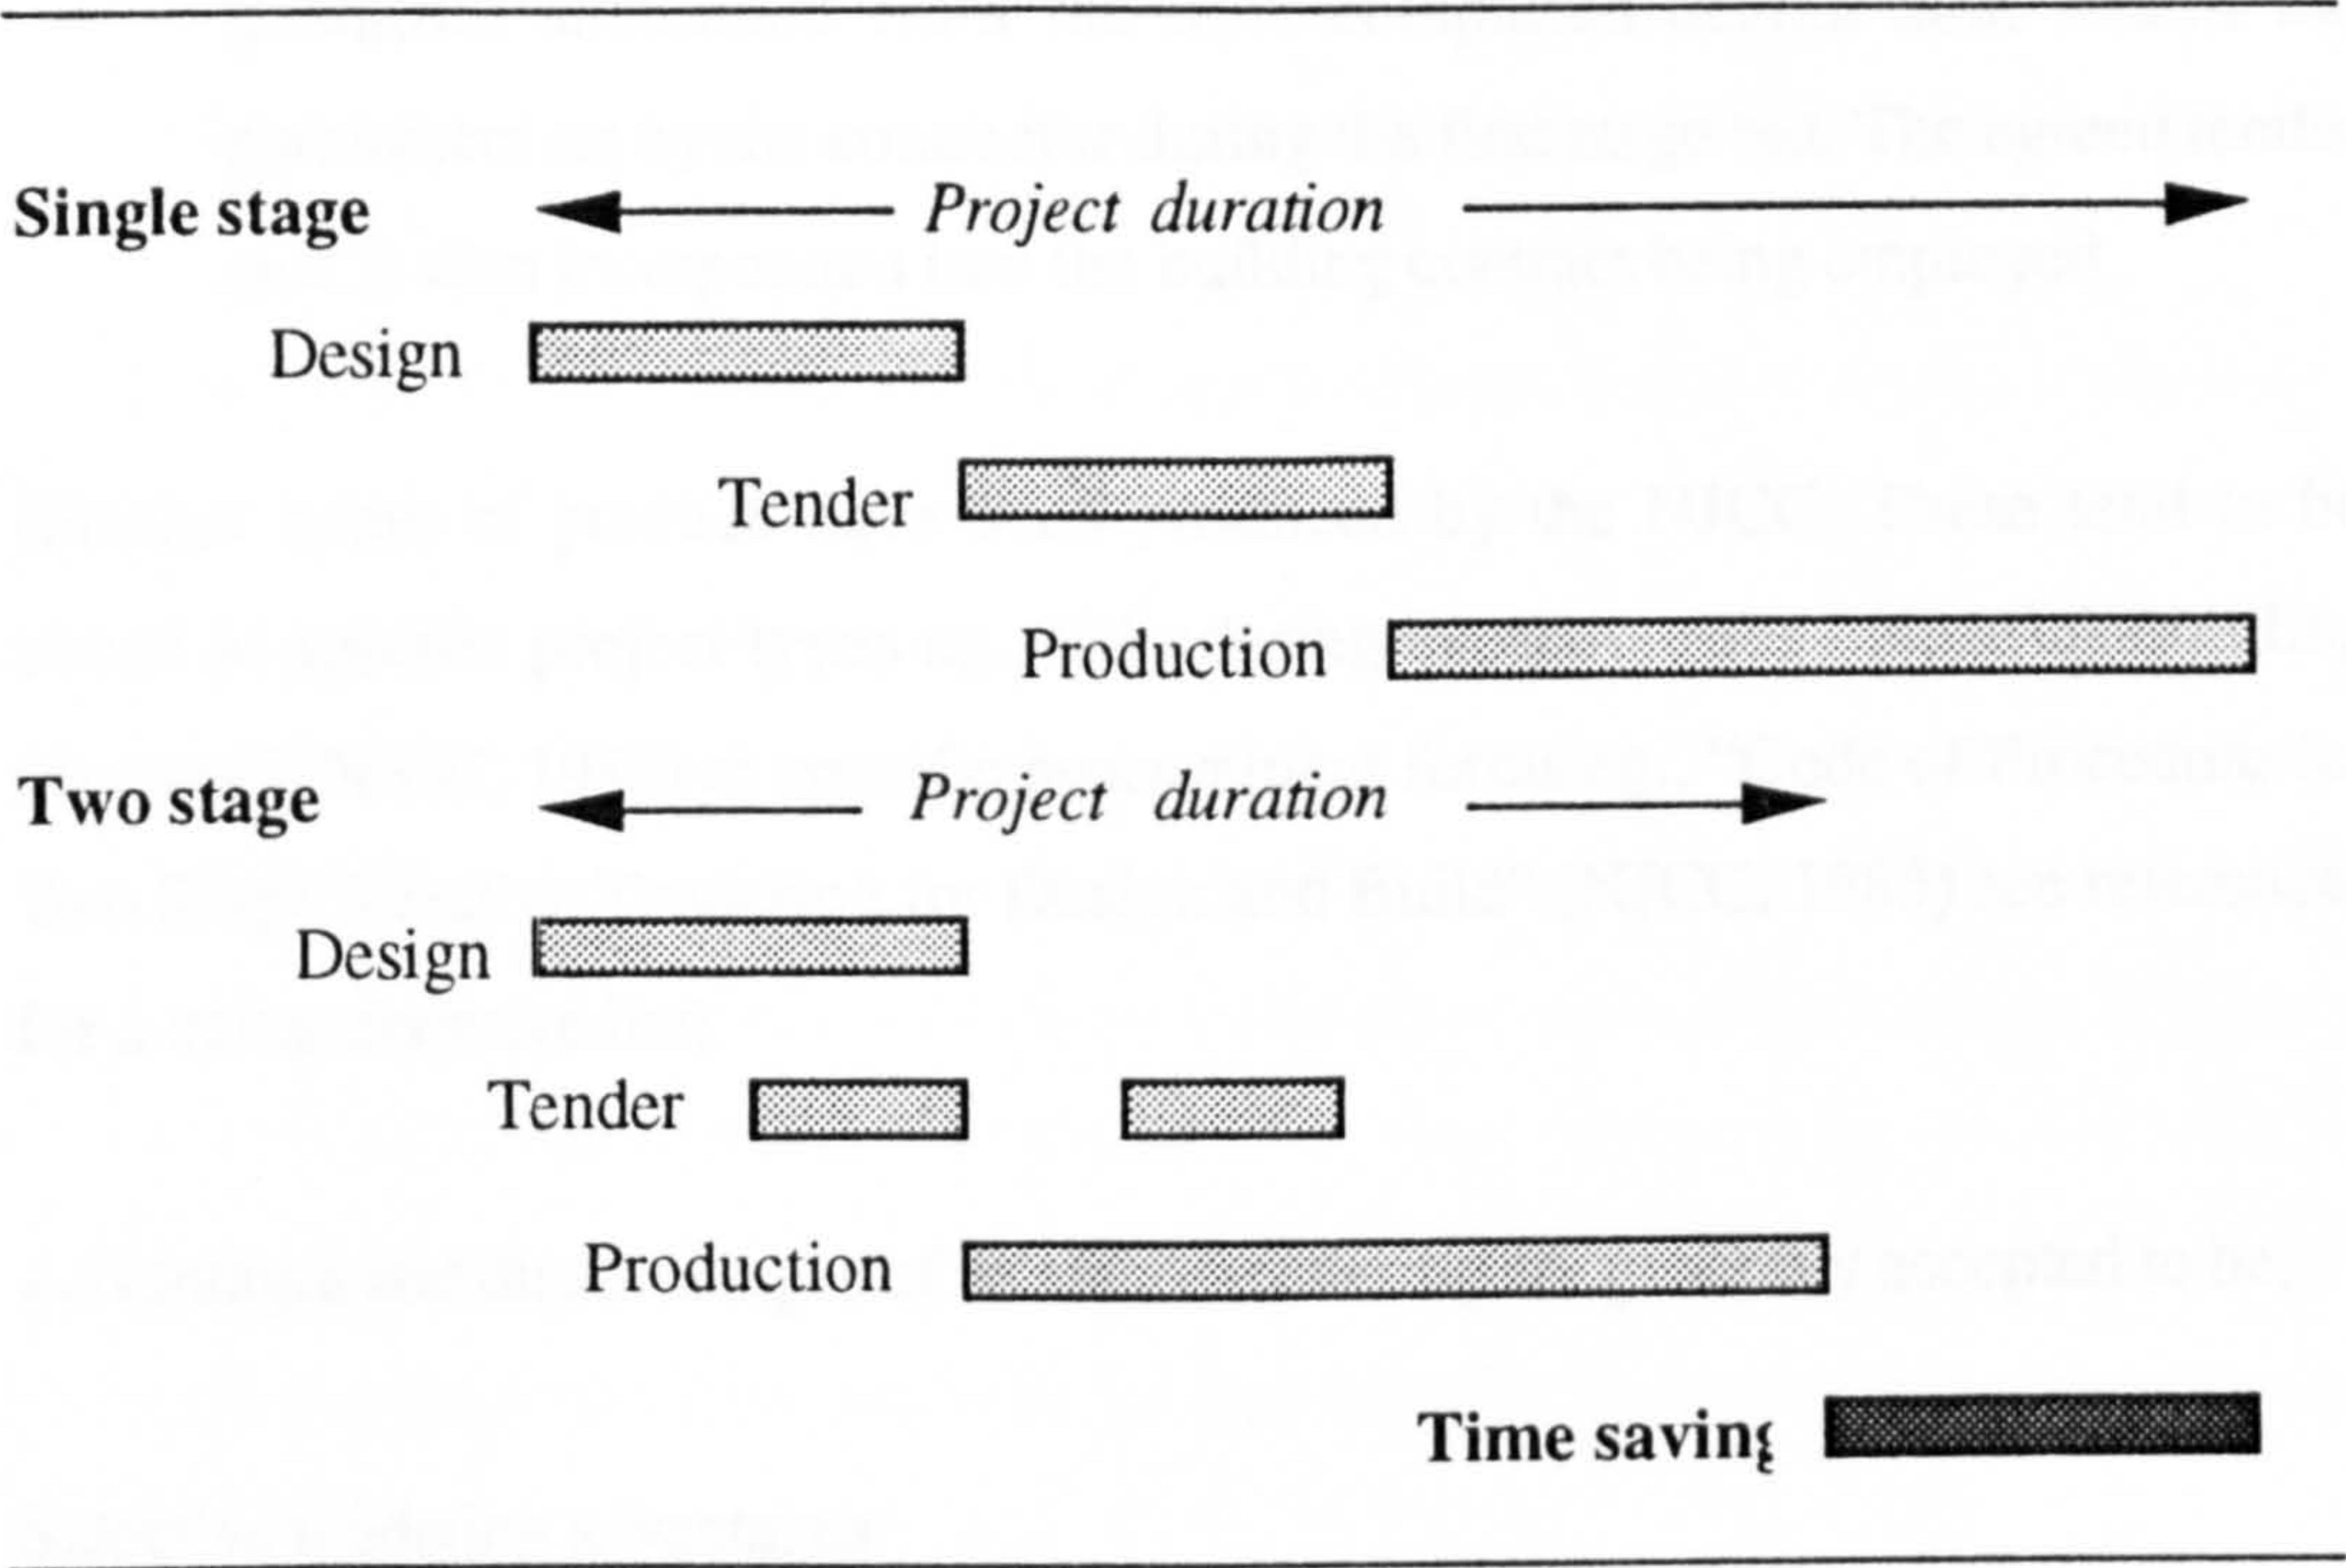 Single stage Project duration
Design
Tender
Production
Two stage Project duration
Design
Tender
Production
Time saving